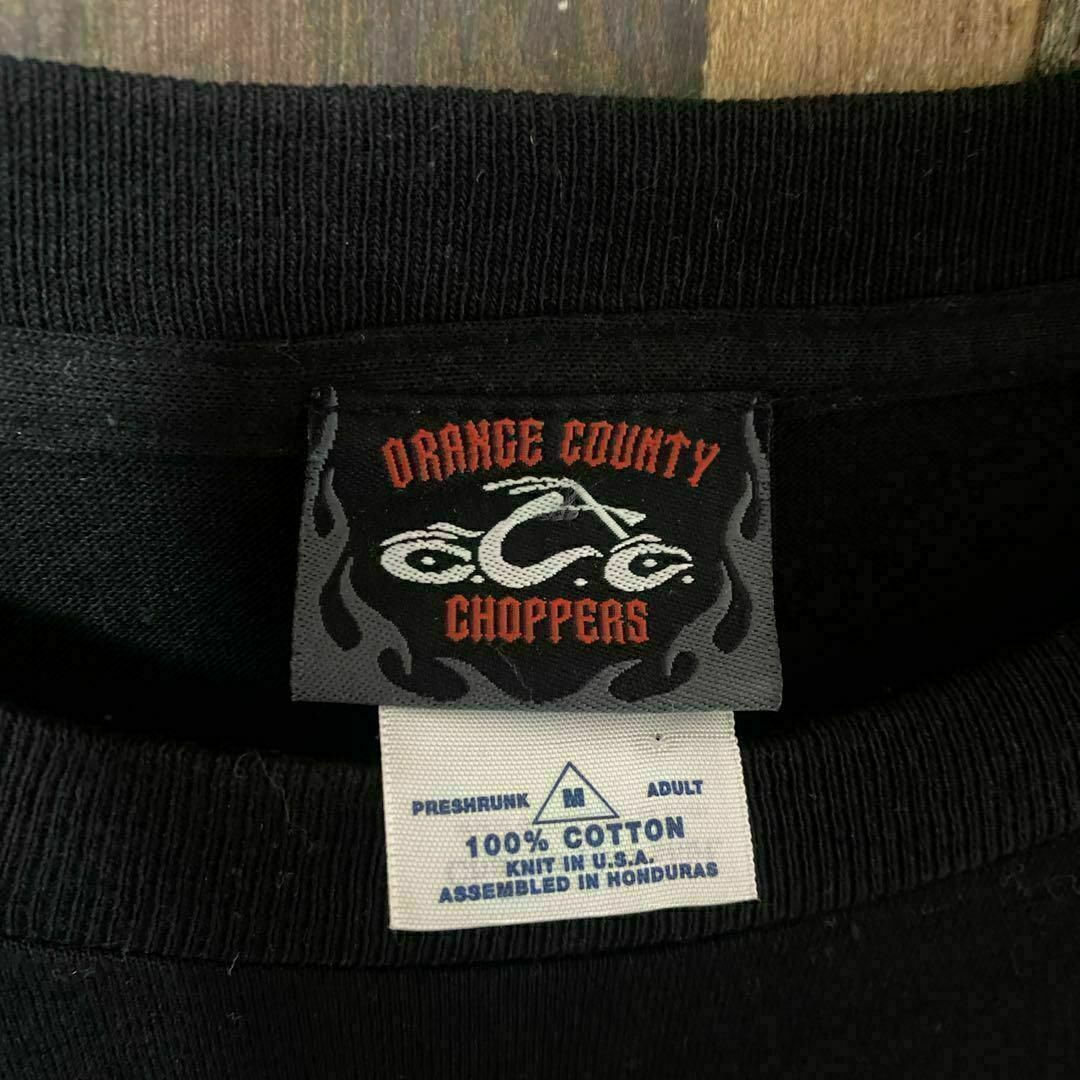 ORANGE COUNTY
O.C.C.
CHOPPERS
PRESHRUNK M ADULT
100% COTTON
KNIT IN U.S.A.
ASSEMBLED IN HONDURAS